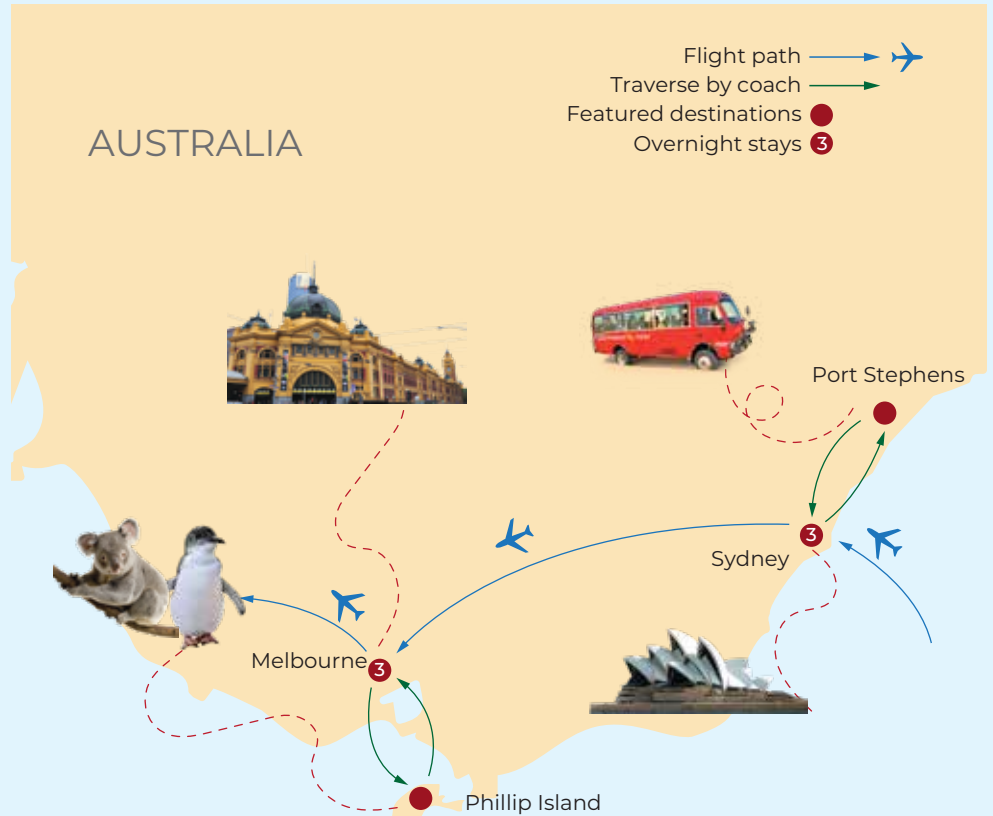 Flight path
Traverse by coach
Featured destinations
AUSTRALIA
Overnight stays 3
Port Stephens
3
Sydney
Melbourne 3
Phillip Island